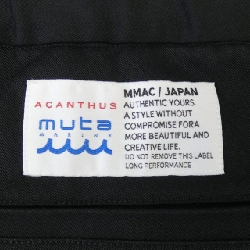 ACANTHUS
muta
MARINE
MMAC / JAPAN
AUTHENTIC YOURS
A STYLE WITHOUT
COMPROMISE FOR A
MORE BEAUTIFUL AND
CREATIVE LIFE.
DO NOT REMOVE THIS LABEL
LONG PERFORMANCE